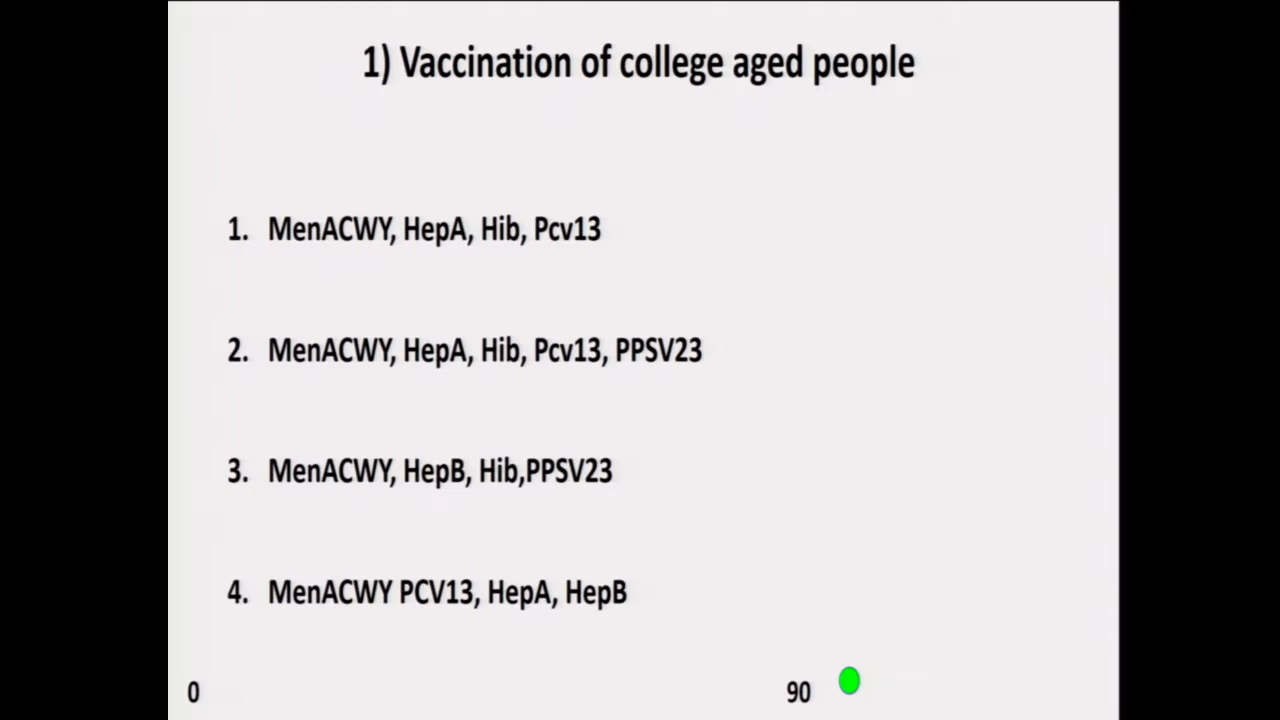 1) Vaccination of college aged people
1. MenACWY, HepA, Hib, Pcv13
2. MenACWY, HepA, Hib, Pcv13, PPSV23
3. MenACWY, HepB, Hib,PPSV23
4. MenACWY PCV13, HepA, HepB
0 90